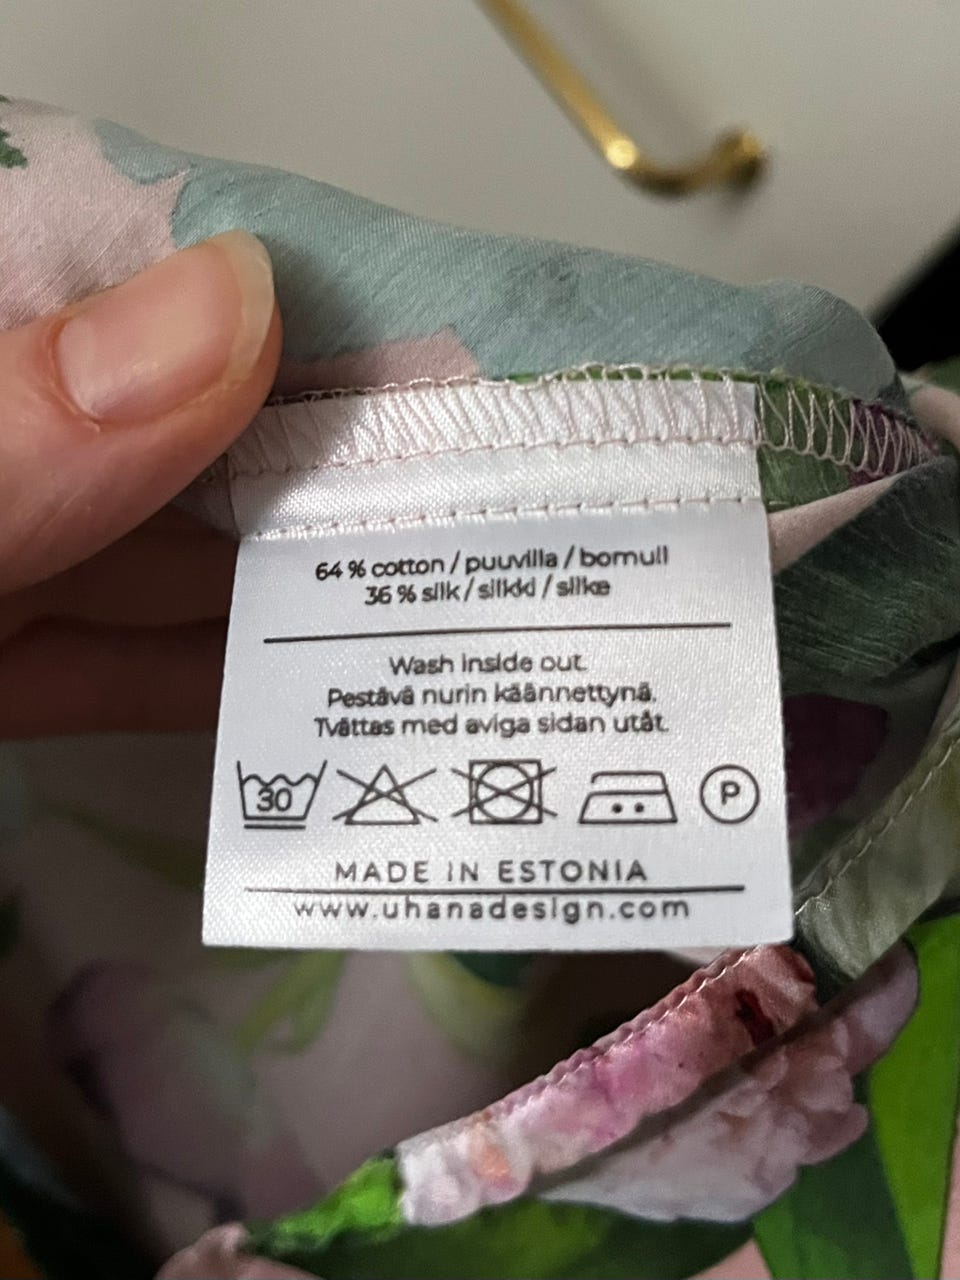 64 % cotton / puuvilla / bomull
36 % silk / silkki / silke
Wash inside out.
Pestävä nurin käännettynä.
Tvättas med aviga sidan utåt.
30 P
MADE IN ESTONIA
www.uhanadesign.com